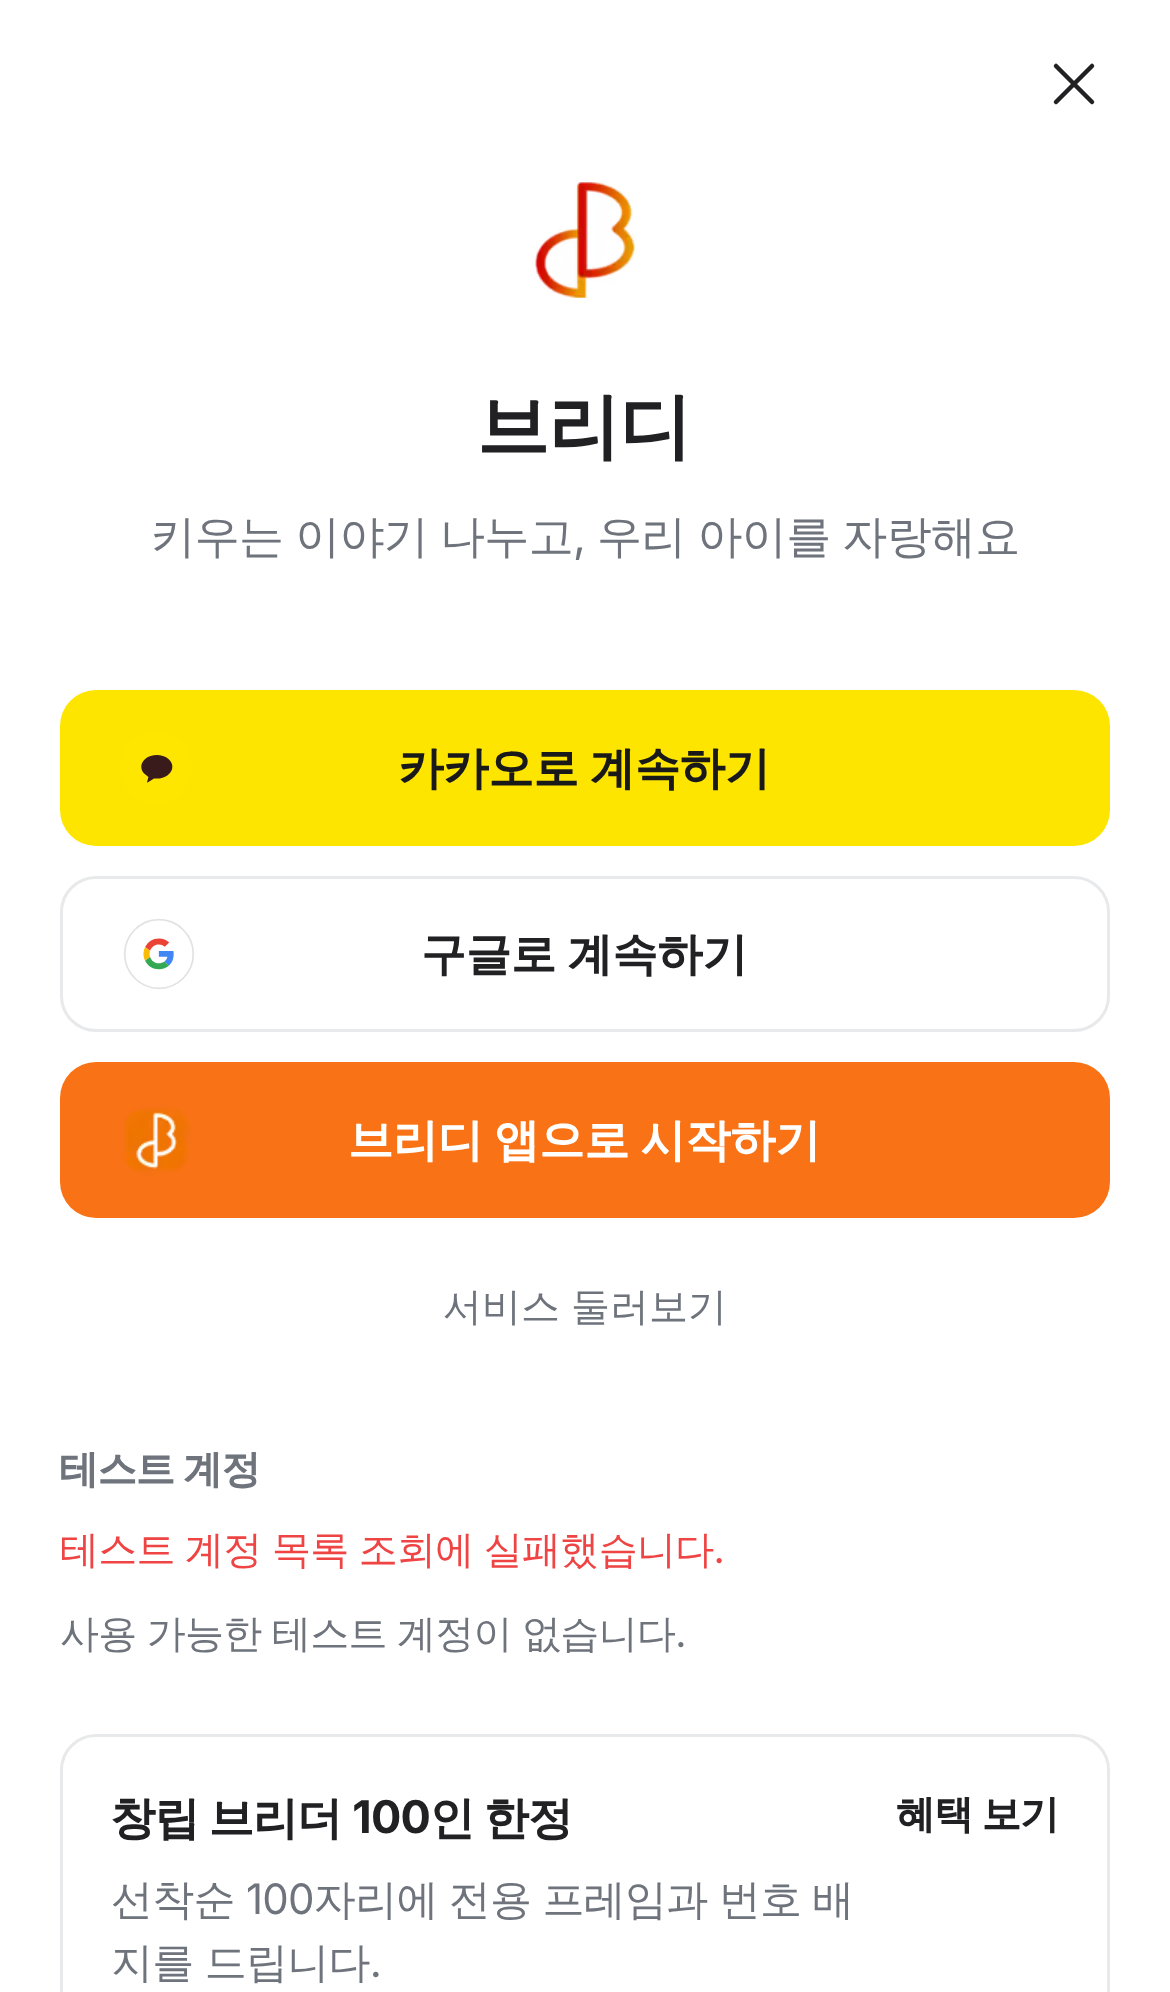 브리디
키우는 이야기 나누고, 우리 아이를 자랑해요
카카오로 계속하기
구글로 계속하기
브리디 앱으로 시작하기
서비스 둘러보기
테스트 계정
테스트 계정 목록 조회에 실패했습니다.
사용 가능한 테스트 계정이 없습니다.
창립 브리더 100인 한정
혜택 보기
선착순 100자리에 전용 프레임과 번호 배
지를 드립니다.